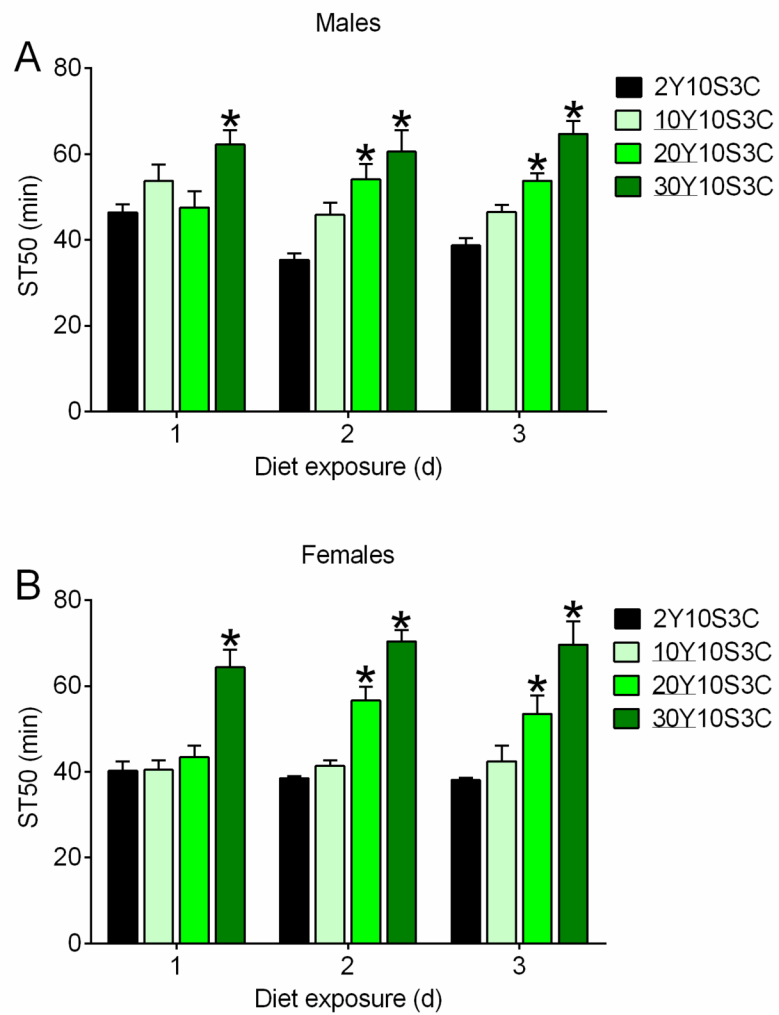 Males
A
80
60
40
20
0
ST50 (min)
* * * * *
1 2 3
Diet exposure (d)
2Y10S3C
10Y10S3C
20Y10S3C
30Y10S3C
Females
B
80
60
40
20
0
ST50 (min)
* * * * *
1 2 3
Diet exposure (d)
2Y10S3C
10Y10S3C
20Y10S3C
30Y10S3C